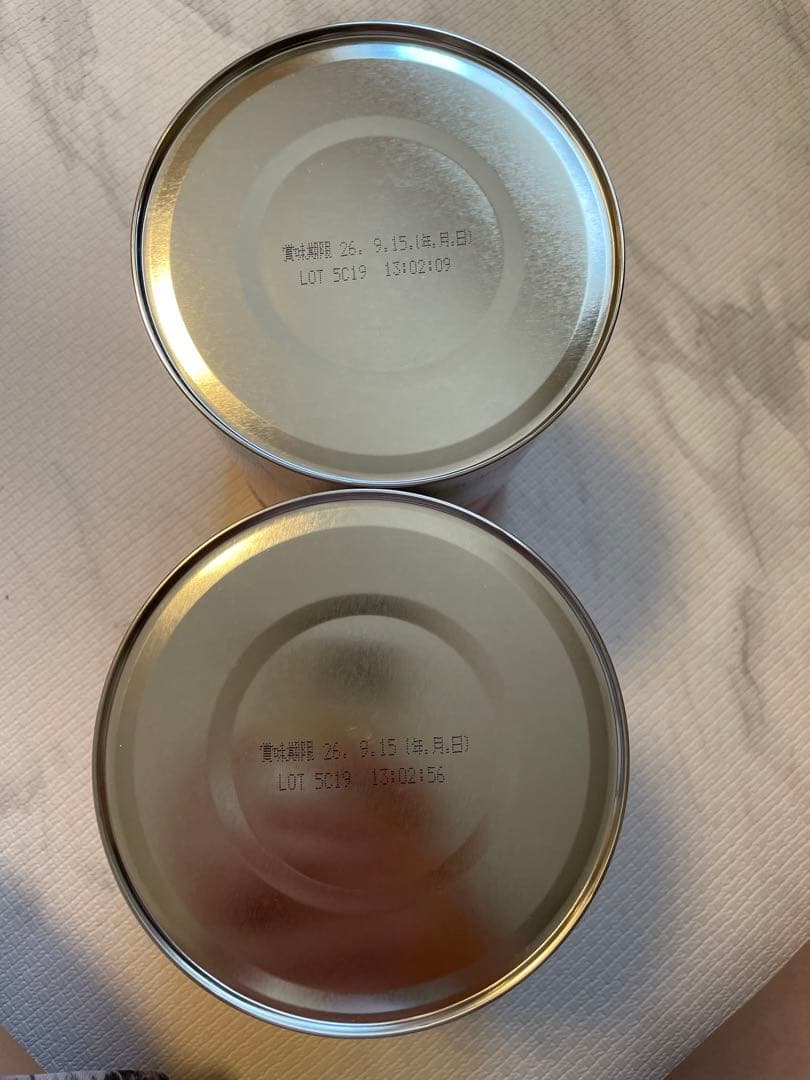 賞味期限 26. 9.15.(年.月.日)
LOT 5C19 13:02:09
賞味期限 26. 9.15 (年.月.日)
LOT 5C19 13:02:56